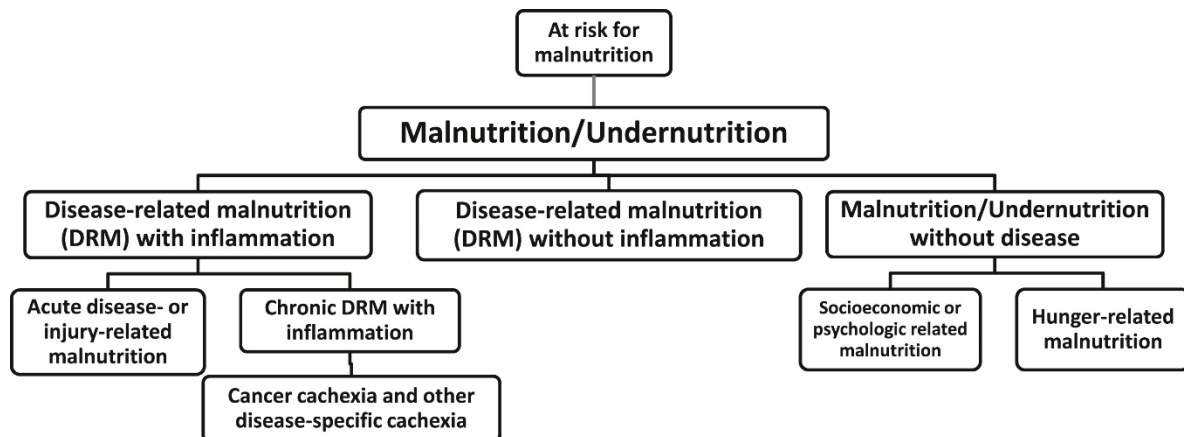 At risk for
malnutrition
Malnutrition/Undernutrition
Disease-related malnutrition
(DRM) with inflammation
Disease-related malnutrition
(DRM) without inflammation
Malnutrition/Undernutrition
without disease
Acute disease- or
injury-related
malnutrition
Chronic DRM with
inflammation
Socioeconomic or
psychologic related
malnutrition
Hunger-related
malnutrition
Cancer cachexia and other
disease-specific cachexia